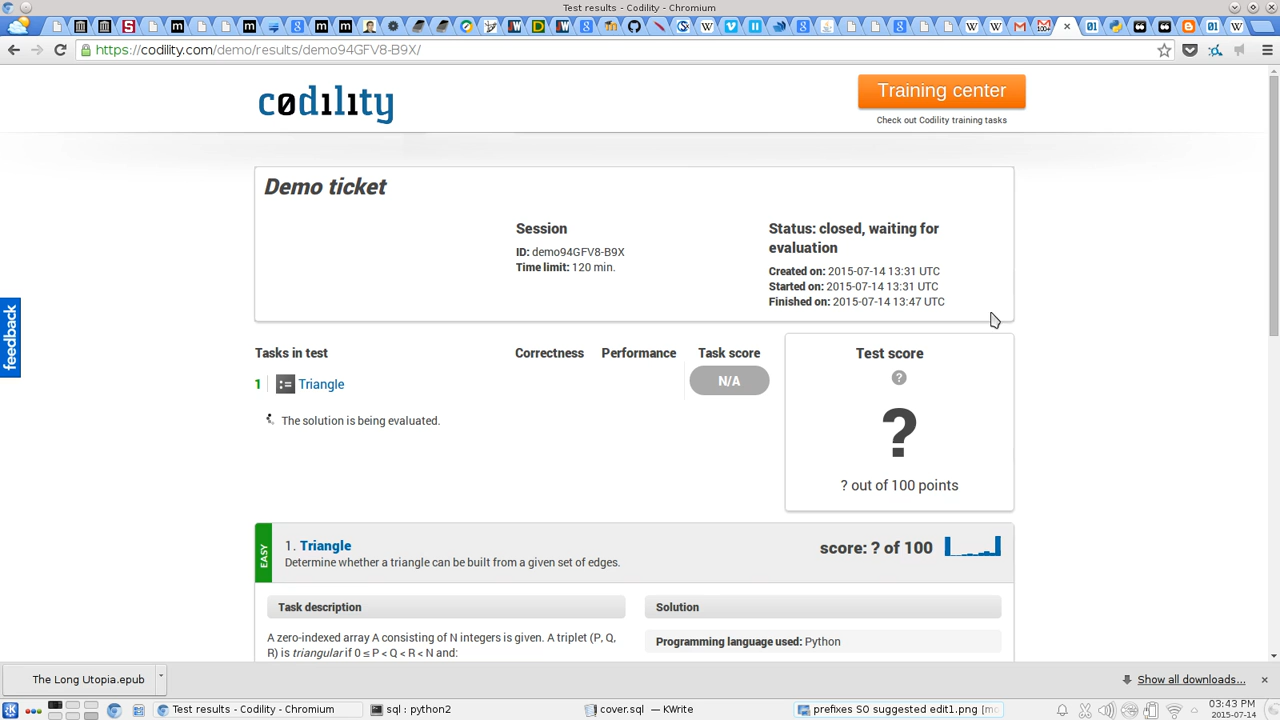 Test results - Codility - Chromium
https://codility.com/demo/results/demo94GFV8-B9X/
codility
Training center
Check out Codility training tasks
feedback
Demo ticket
Session
ID: demo94GFV8-B9X
Time limit: 120 min.
Status: closed, waiting for
evaluation
Created on: 2015-07-14 13:31 UTC
Started on: 2015-07-14 13:31 UTC
Finished on: 2015-07-14 13:47 UTC
Tasks in test Correctness Performance Task score
1 Triangle N/A
The solution is being evaluated.
Test score
?
?
? out of 100 points
EASY
1. Triangle
Determine whether a triangle can be built from a given set of edges.
score: ? of 100
Task description
A zero-indexed array A consisting of N integers is given. A triplet (P, Q,
R) is triangular if 0 ≤ P < Q < R < N and:
Solution
Programming language used: Python
The Long Utopia.epub
Show all downloads...
Test results - Codility - Chromium
sql : python2
cover.sql — KWrite
prefixes SO suggested edit1.png [m
03:43 PM
2015-07-14